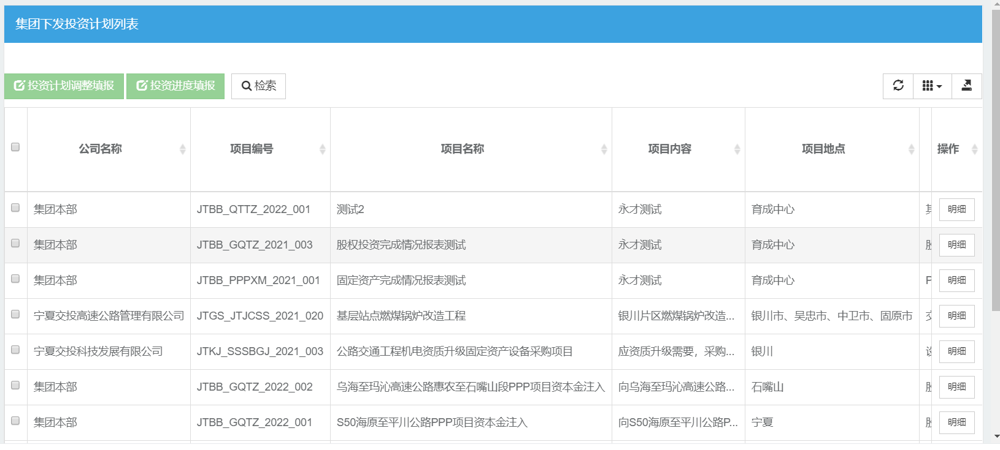 集团下发投资计划列表
投资计划调整填报 投资进度填报 检索
公司名称 项目编号 项目名称 项目内容 项目地点 操作
集团本部 JTBB_QTTZ_2022_001 测试2 永才测试 育成中心 明细
集团本部 JTBB_GQTZ_2021_003 股权投资完成情况报表测试 永才测试 育成中心 明细
集团本部 JTBB_PPPXM_2021_001 固定资产完成情况报表测试 永才测试 育成中心 P 明细
宁夏交投高速公路管理有限公司 JTGS_JTJCSS_2021_020 基层站点燃煤锅炉改造工程 银川片区燃煤锅炉改造... 银川市、吴忠市、中卫市、固原市 明细
宁夏交投科技发展有限公司 JTKJ_SSSBGJ_2021_003 公路交通工程机电资质升级固定资产设备采购项目 应资质升级需要，采购... 银川 明细
集团本部 JTBB_GQTZ_2022_002 乌海至玛沁高速公路惠农至石嘴山段PPP项目资本金注入 向乌海至玛沁高速公路... 石嘴山 明细
集团本部 JTBB_GQTZ_2022_001 S50海原至平川公路PPP项目资本金注入 向S50海原至平川公路P... 宁夏 明细